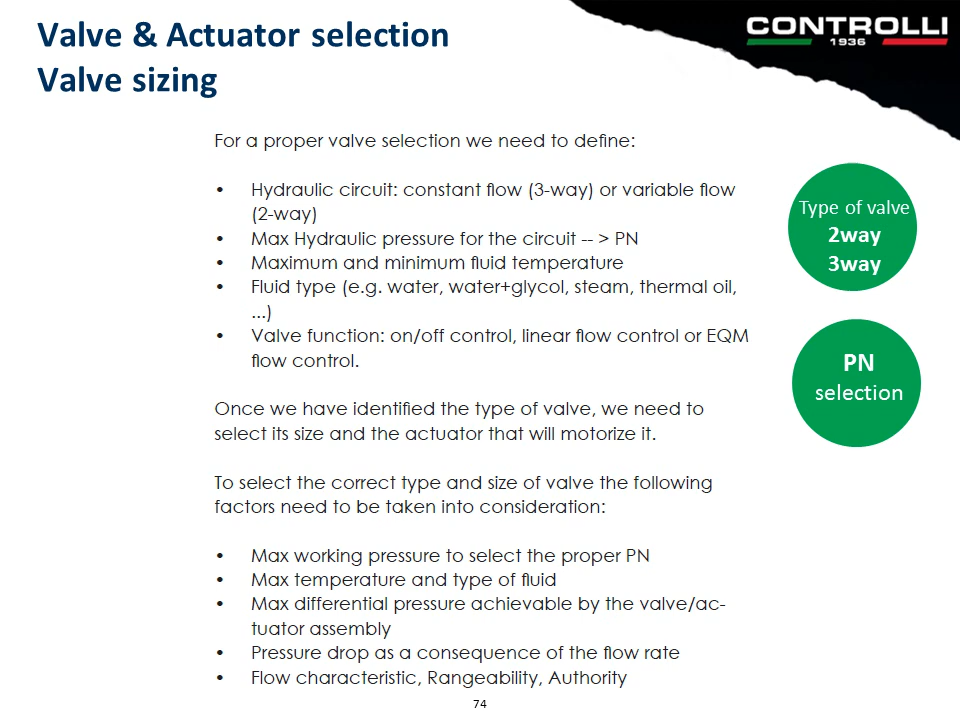 Valve & Actuator selection
Valve sizing
CONTROLLI
1936
For a proper valve selection we need to define:
• Hydraulic circuit: constant flow (3-way) or variable flow
(2-way)
• Max Hydraulic pressure for the circuit -- > PN
• Maximum and minimum fluid temperature
• Fluid type (e.g. water, water+glycol, steam, thermal oil,
...)
• Valve function: on/off control, linear flow control or EQM
flow control.
Once we have identified the type of valve, we need to
select its size and the actuator that will motorize it.
To select the correct type and size of valve the following
factors need to be taken into consideration:
• Max working pressure to select the proper PN
• Max temperature and type of fluid
• Max differential pressure achievable by the valve/ac-
tuator assembly
• Pressure drop as a consequence of the flow rate
• Flow characteristic, Rangeability, Authority
Type of valve
2way
3way
PN
selection
74